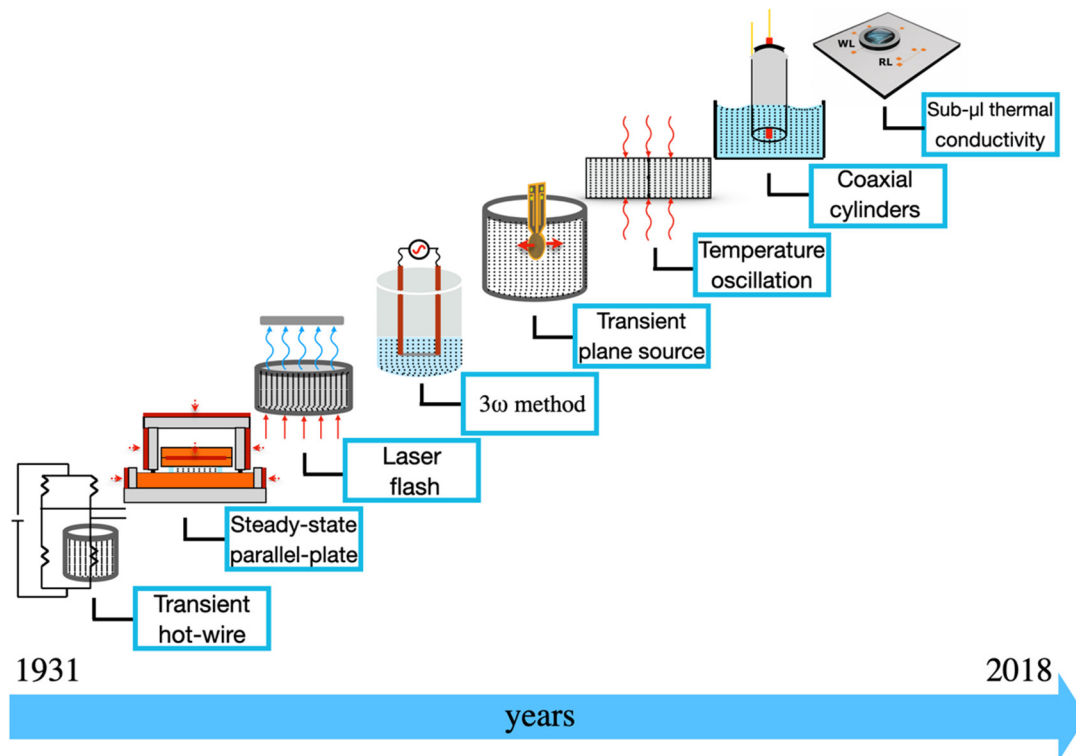 WL
RL
Sub-µl thermal
conductivity
Coaxial
cylinders
Temperature
oscillation
Transient
plane source
3ω method
Laser
flash
Steady-state
parallel-plate
Transient
hot-wire
1931
2018
years